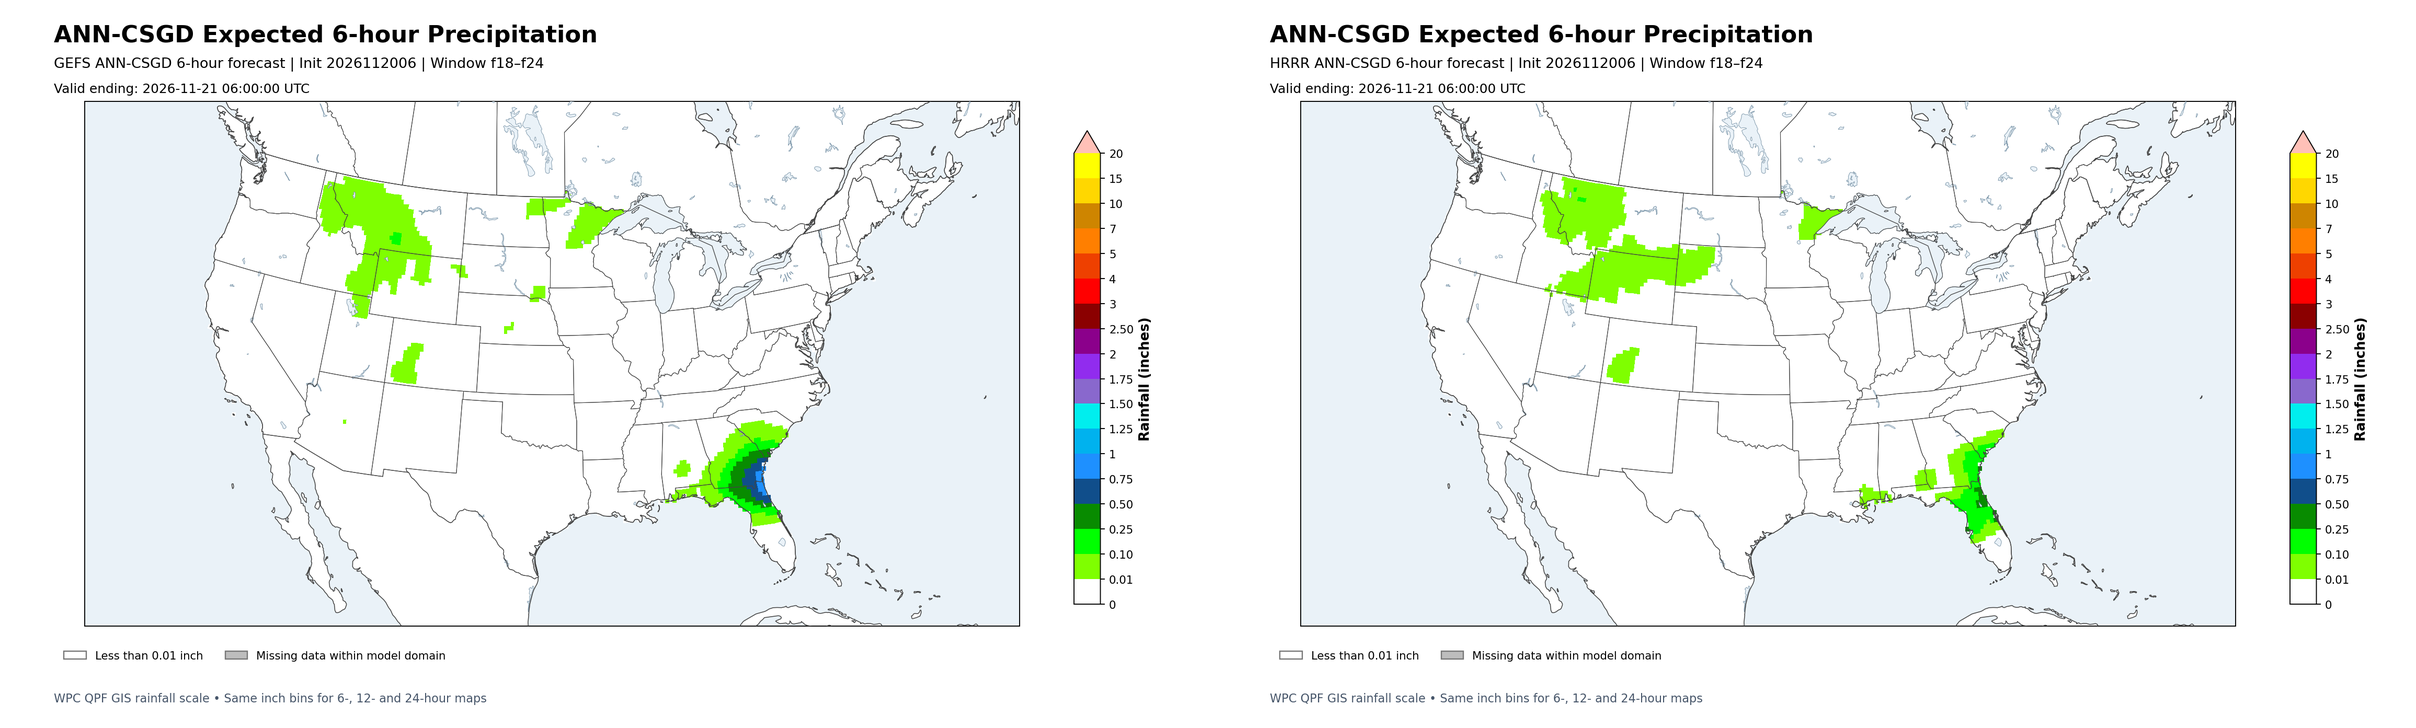 ANN-CSGD Expected 6-hour Precipitation
GEFS ANN-CSGD 6-hour forecast | Init 2026112006 | Window f18–f24
Valid ending: 2026-11-21 06:00:00 UTC
20
15
10
7
5
4
3
2.50
2
1.75
1.50
1.25
1
0.75
0.50
0.25
0.10
0.01
0
Rainfall (inches)
Less than 0.01 inch
Missing data within model domain
WPC QPF GIS rainfall scale • Same inch bins for 6-, 12- and 24-hour maps
ANN-CSGD Expected 6-hour Precipitation
HRRR ANN-CSGD 6-hour forecast | Init 2026112006 | Window f18–f24
Valid ending: 2026-11-21 06:00:00 UTC
20
15
10
7
5
4
3
2.50
2
1.75
1.50
1.25
1
0.75
0.50
0.25
0.10
0.01
0
Rainfall (inches)
Less than 0.01 inch
Missing data within model domain
WPC QPF GIS rainfall scale • Same inch bins for 6-, 12- and 24-hour maps